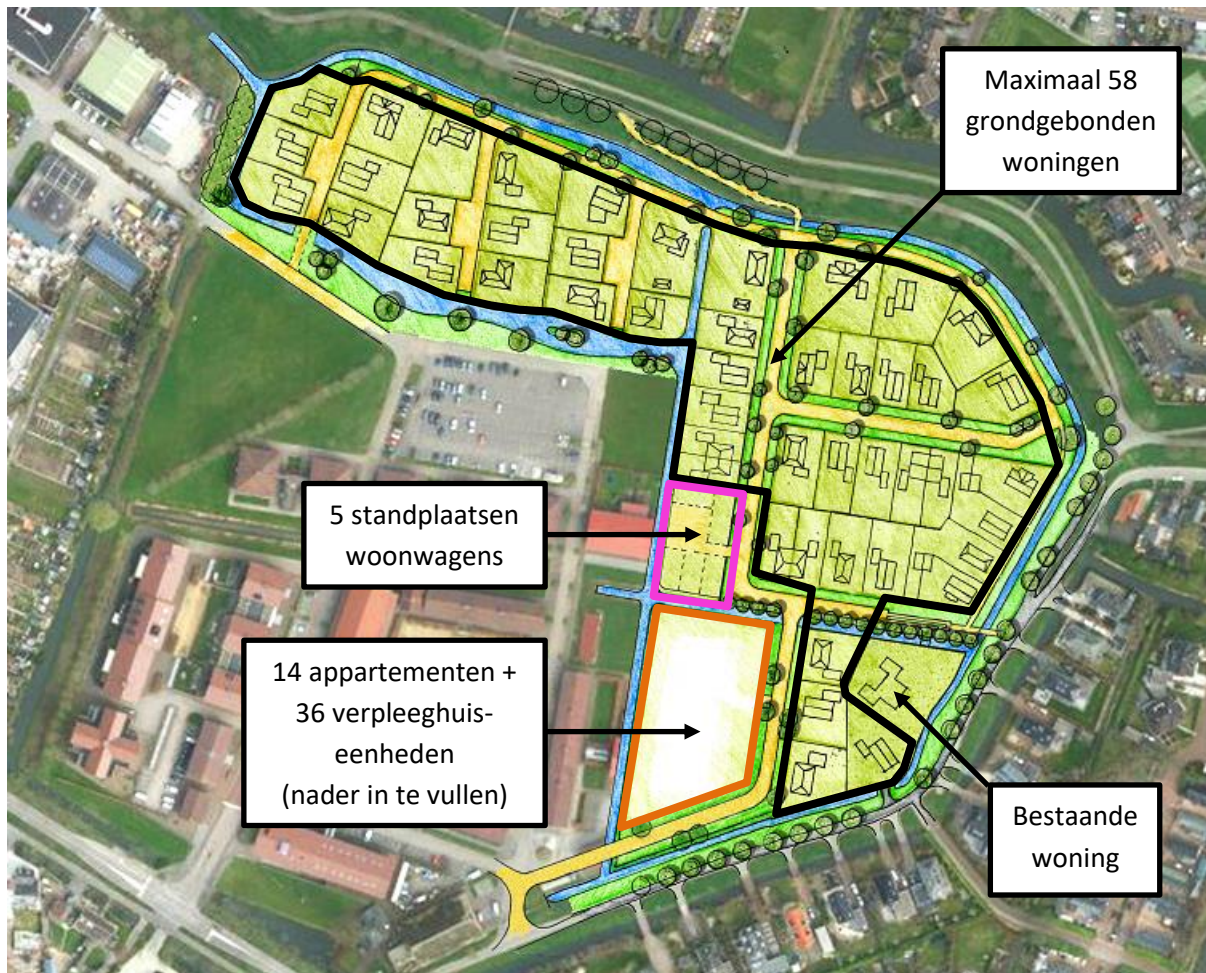 Maximaal 58
grondgebonden
woningen
5 standplaatsen
woonwagens
14 appartementen +
36 verpleeghuis-
eenheden
(nader in te vullen)
Bestaande
woning